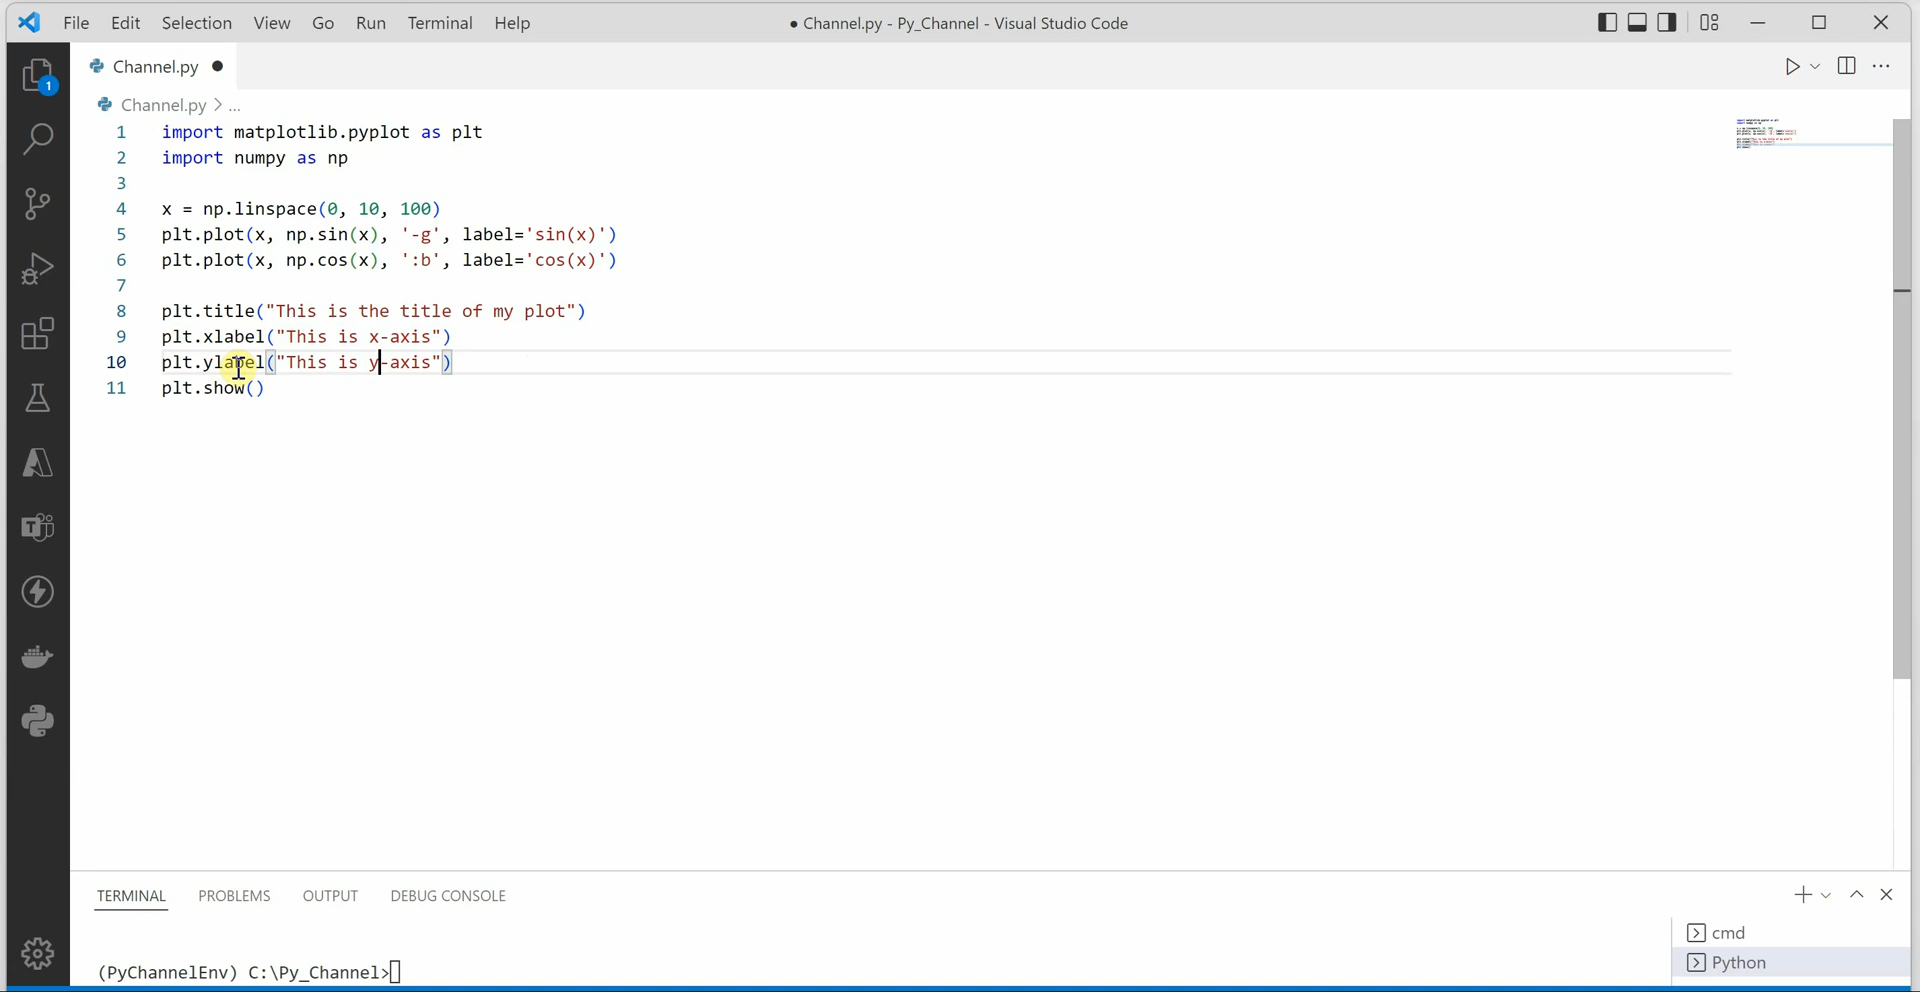 File Edit Selection View Go Run Terminal Help
● Channel.py - Py_Channel - Visual Studio Code
Channel.py ●
1
Channel.py > ...
1 import matplotlib.pyplot as plt
2 import numpy as np
3
4 x = np.linspace(0, 10, 100)
5 plt.plot(x, np.sin(x), '-g', label='sin(x)')
6 plt.plot(x, np.cos(x), ':b', label='cos(x)')
7
8 plt.title("This is the title of my plot")
9 plt.xlabel("This is x-axis")
10 plt.ylabel("This is y-axis")
11 plt.show()
TERMINAL PROBLEMS OUTPUT DEBUG CONSOLE
cmd
Python
(PyChannelEnv) C:\Py_Channel>